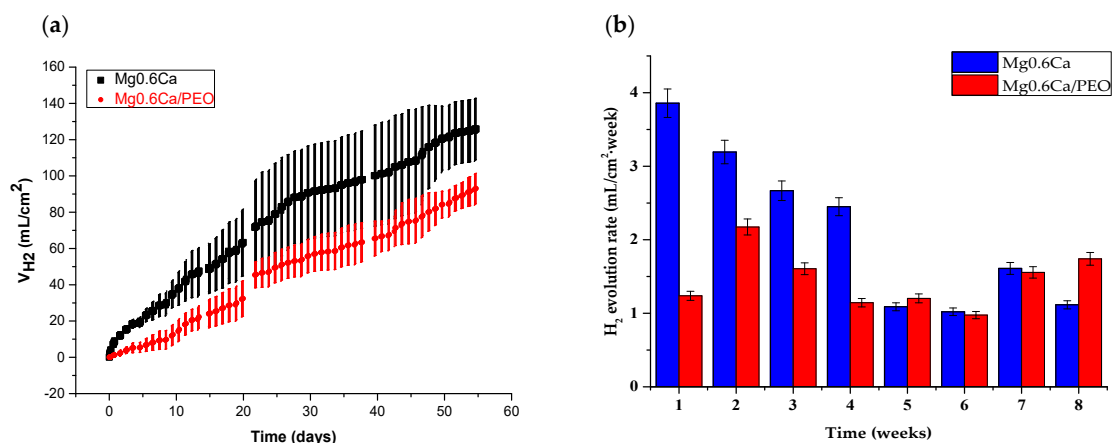 (a)
Mg0.6Ca
Mg0.6Ca/PEO
160
140
120
100
80
60
40
20
0
-20
V_H2 (mL/cm²)
0 10 20 30 40 50 60
Time (days)
(b)
Mg0.6Ca
Mg0.6Ca/PEO
4
3
2
1
0
H₂ evolution rate (mL/cm²·week)
1 2 3 4 5 6 7 8
Time (weeks)